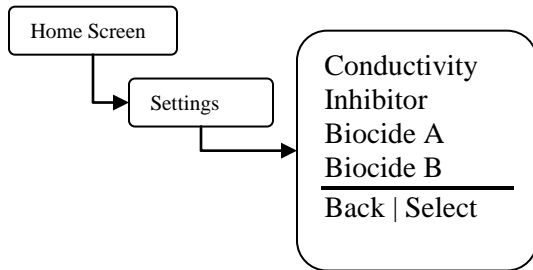 Home Screen
Settings
Conductivity
Inhibitor
Biocide A
Biocide B
Back | Select